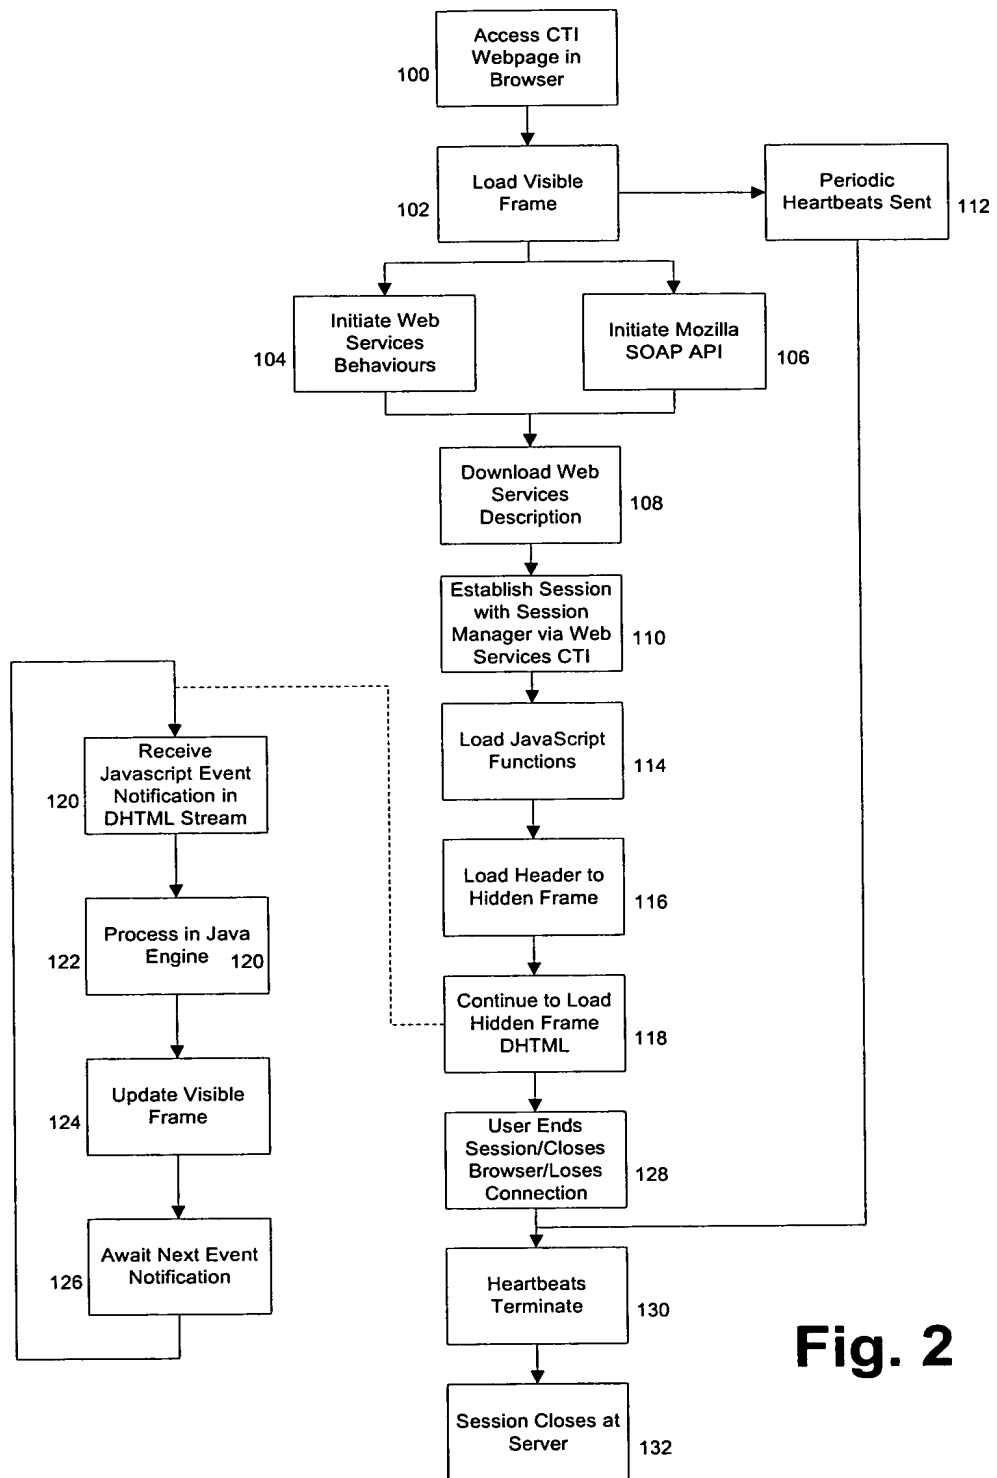 Access CTI
Webpage in
Browser
100
Load Visible
Frame
102
Periodic
Heartbeats Sent
112
Initiate Web
Services
Behaviours
104
Initiate Mozilla
SOAP API
106
Download Web
Services
Description
108
Establish Session
with Session
Manager via Web
Services CTI
110
Load JavaScript
Functions
114
Load Header to
Hidden Frame
116
Continue to Load
Hidden Frame
DHTML
118
Receive
Javascript Event
Notification in
DHTML Stream
120
Process in Java
Engine 120
122
Update Visible
Frame
124
Await Next Event
Notification
126
User Ends
Session/Closes
Browser/Loses
Connection
128
Heartbeats
Terminate
130
Session Closes at
Server
132
Fig. 2